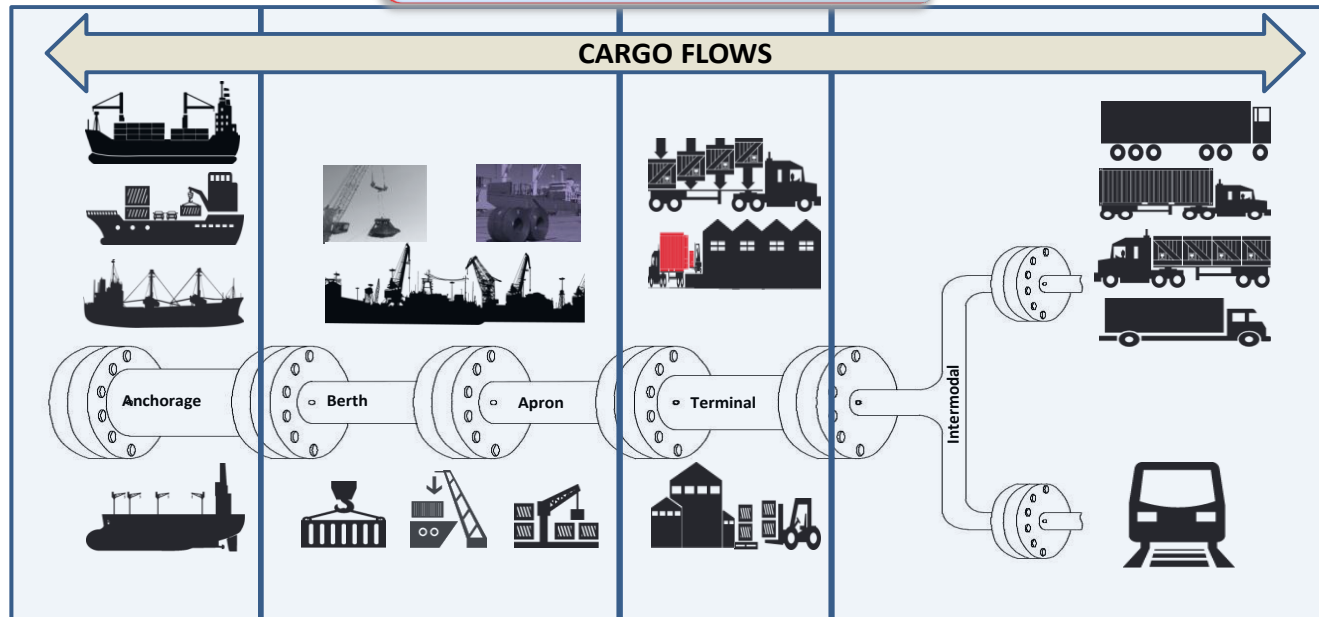 CARGO FLOWS
Anchorage
Berth
Apron
Terminal
Intermodal